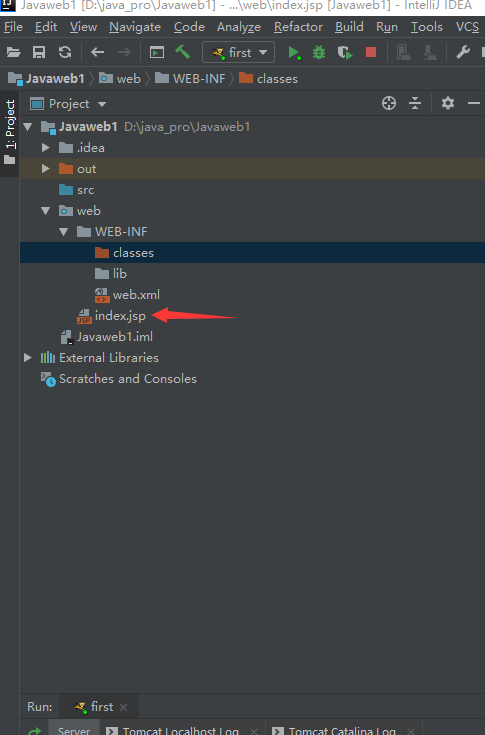 Javaweb1 [D:\java_pro\Javaweb1] - ...\web\index.jsp [Javaweb1] - IntelliJ IDEA
File Edit View Navigate Code Analyze Refactor Build Run Tools VCS
first
Javaweb1 web WEB-INF classes
1: Project
Project
Javaweb1 D:\java_pro\Javaweb1
.idea
out
src
web
WEB-INF
classes
lib
web.xml
index.jsp
Javaweb1.iml
External Libraries
Scratches and Consoles
Run: first
Server Tomcat Localhost Log Tomcat Catalina Log